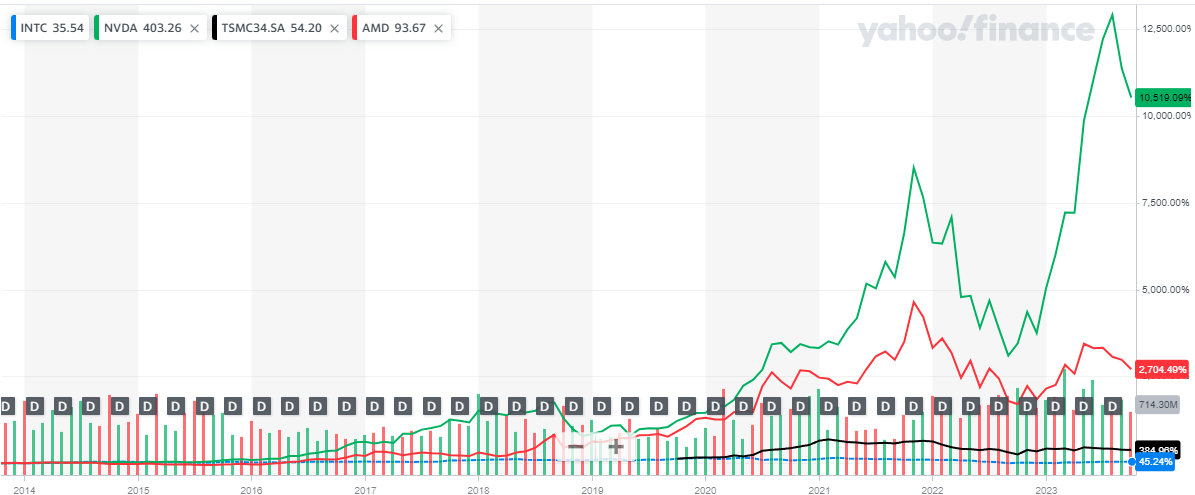 INTC 35.54 NVDA 403.26 × TSMC34.SA 54.20 × AMD 93.67 ×
yahoo!finance
12,500.00%
10,519.09%
10,000.00%
7,500.00%
5,000.00%
2,704.49%
714.30M
D D D D D D D D D D D D D D D D D D D D D D D D D D D D D D D D D D D D D D D D
− +
384.96%
45.24%
2014 2015 2016 2017 2018 2019 2020 2021 2022 2023